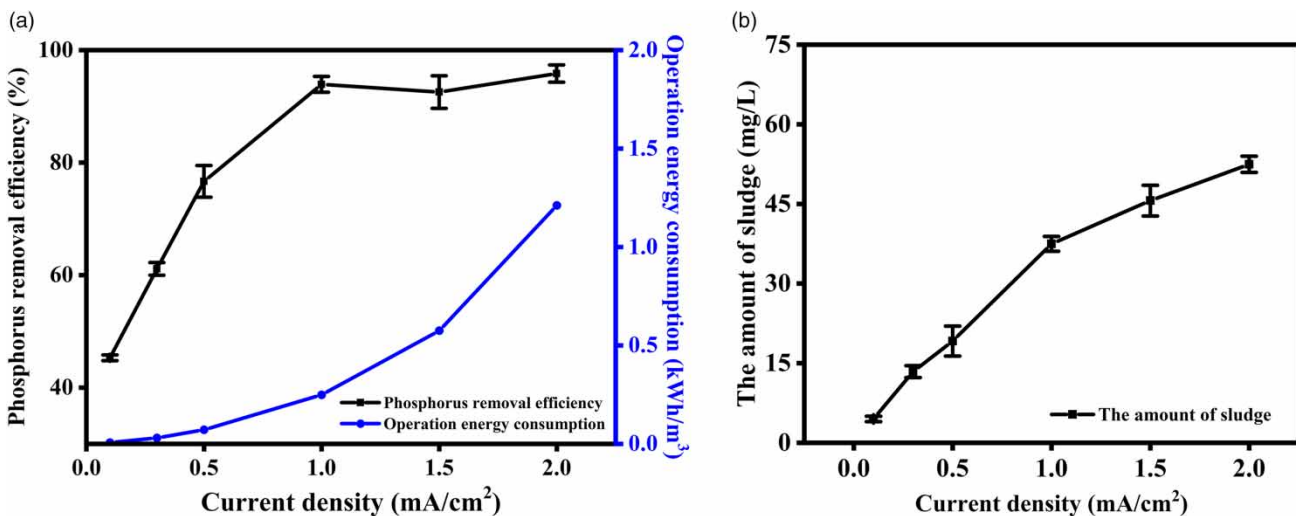 (a)
Phosphorus removal efficiency (%)
100
80
60
40
2.0
1.5
1.0
0.5
0.0
Operation energy consumption (kWh/m³)
Phosphorus removal efficiency
Operation energy consumption
0.0 0.5 1.0 1.5 2.0
Current density (mA/cm²)
(b)
The amount of sludge (mg/L)
75
60
45
30
15
0
The amount of sludge
0.0 0.5 1.0 1.5 2.0
Current density (mA/cm²)